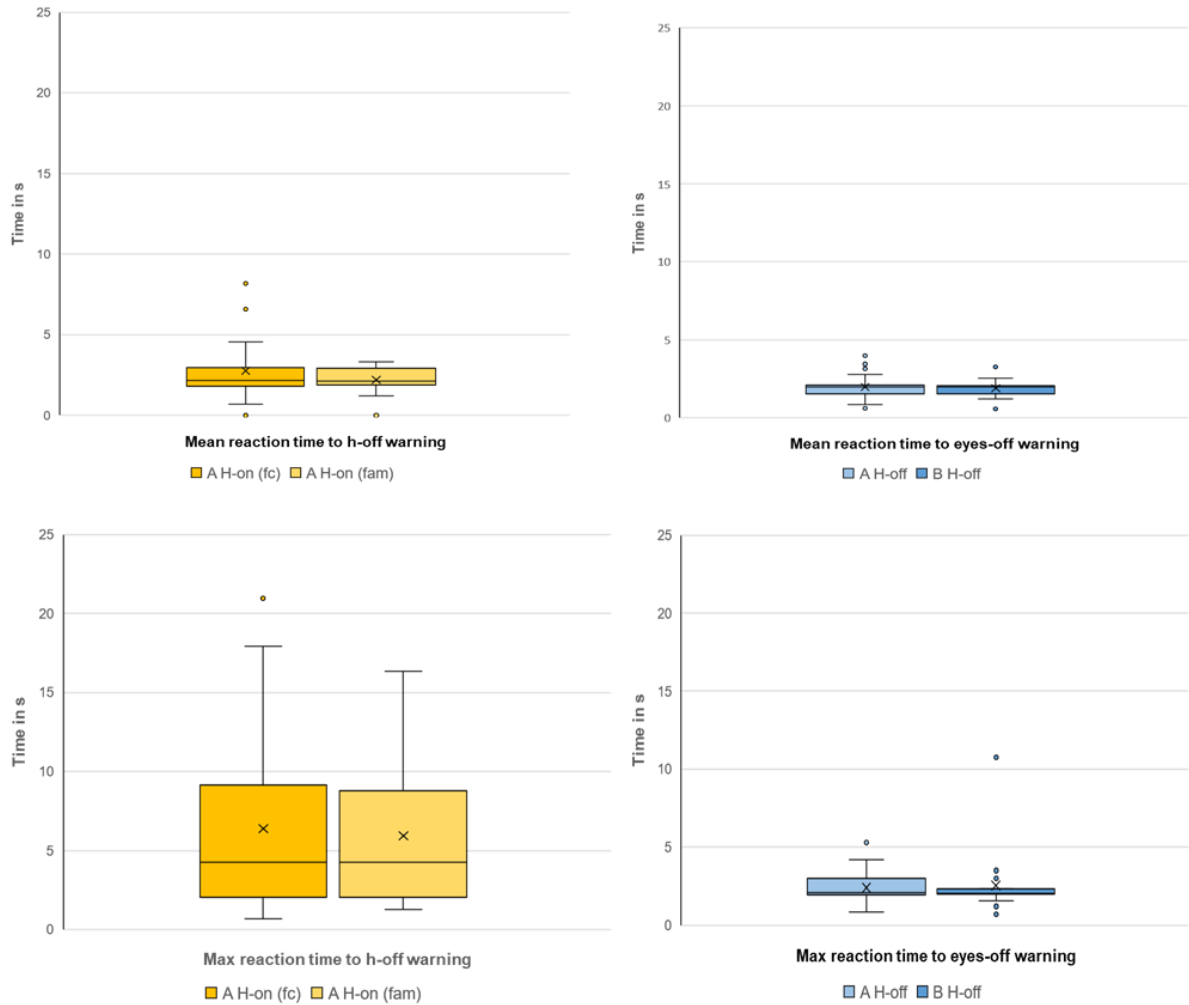 25
20
15
10
5
0
Time in s
Mean reaction time to h-off warning
A H-on (fc) A H-on (fam)
25
20
15
10
5
0
Time in s
Mean reaction time to eyes-off warning
A H-off B H-off
25
20
15
10
5
0
Time in s
Max reaction time to h-off warning
A H-on (fc) A H-on (fam)
25
20
15
10
5
0
Time in s
Max reaction time to eyes-off warning
A H-off B H-off